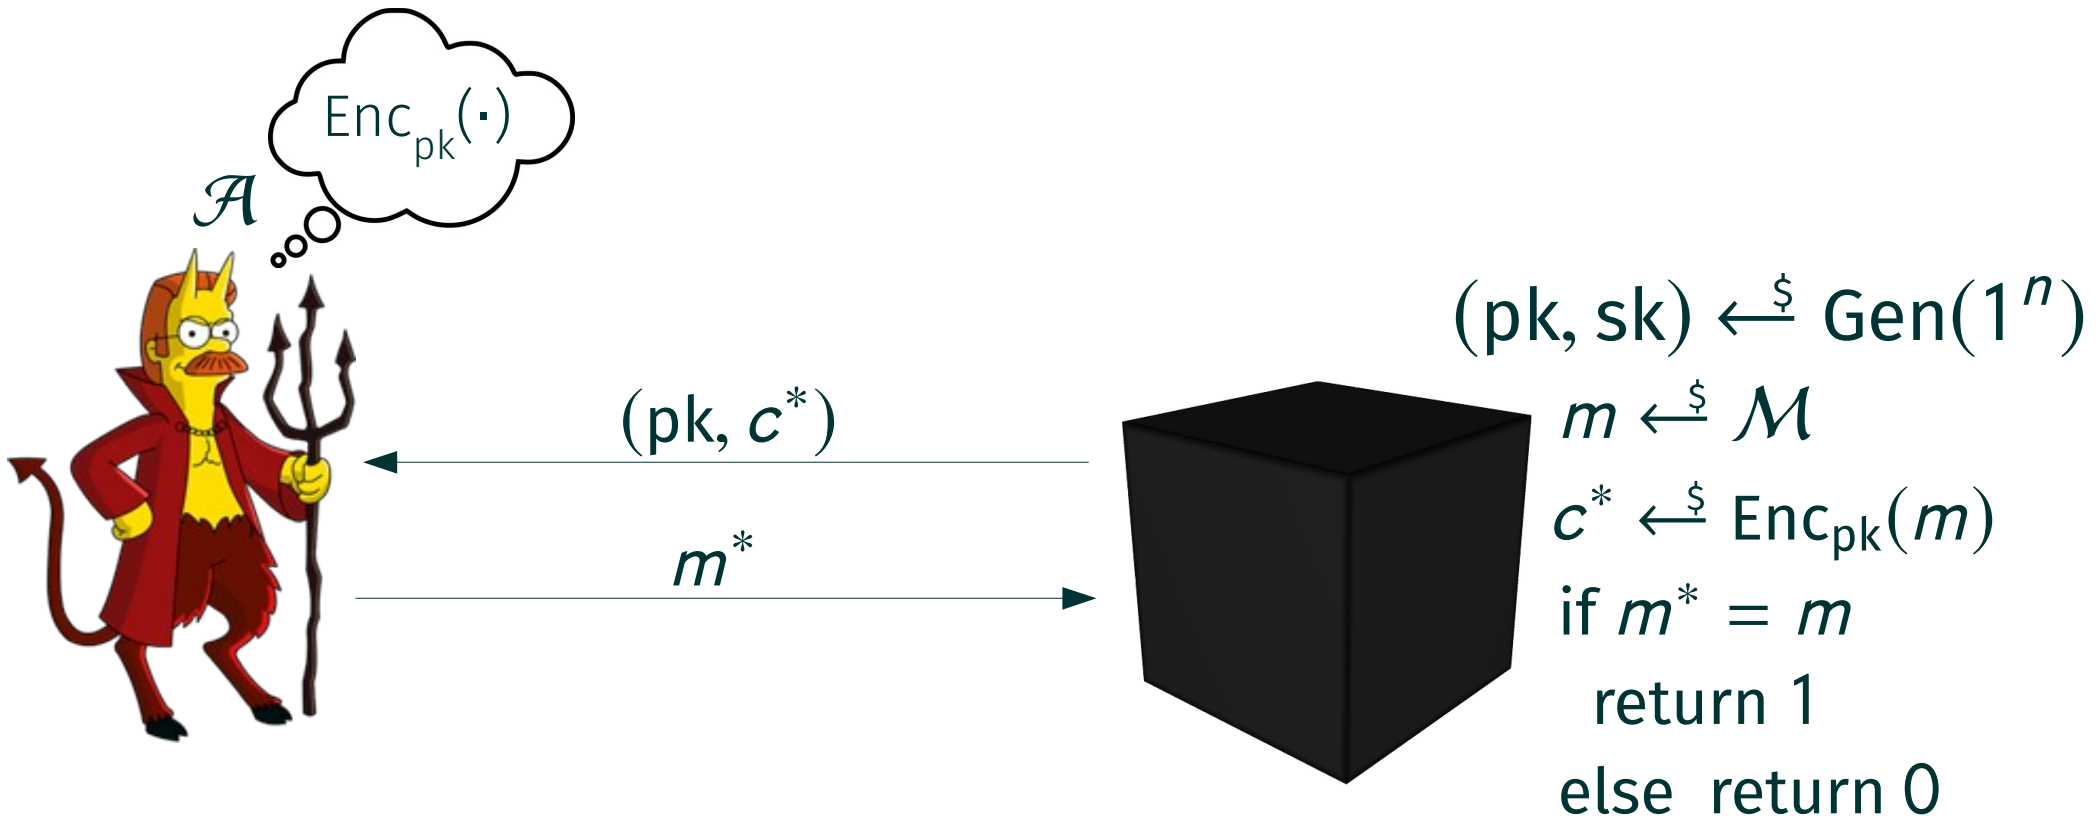 Enc_pk(·)
𝒜
(pk, sk) ←$ Gen(1^n)
m ←$ ℳ
(pk, c*)
c* ←$ Enc_pk(m)
m*
if m* = m
return 1
else return 0